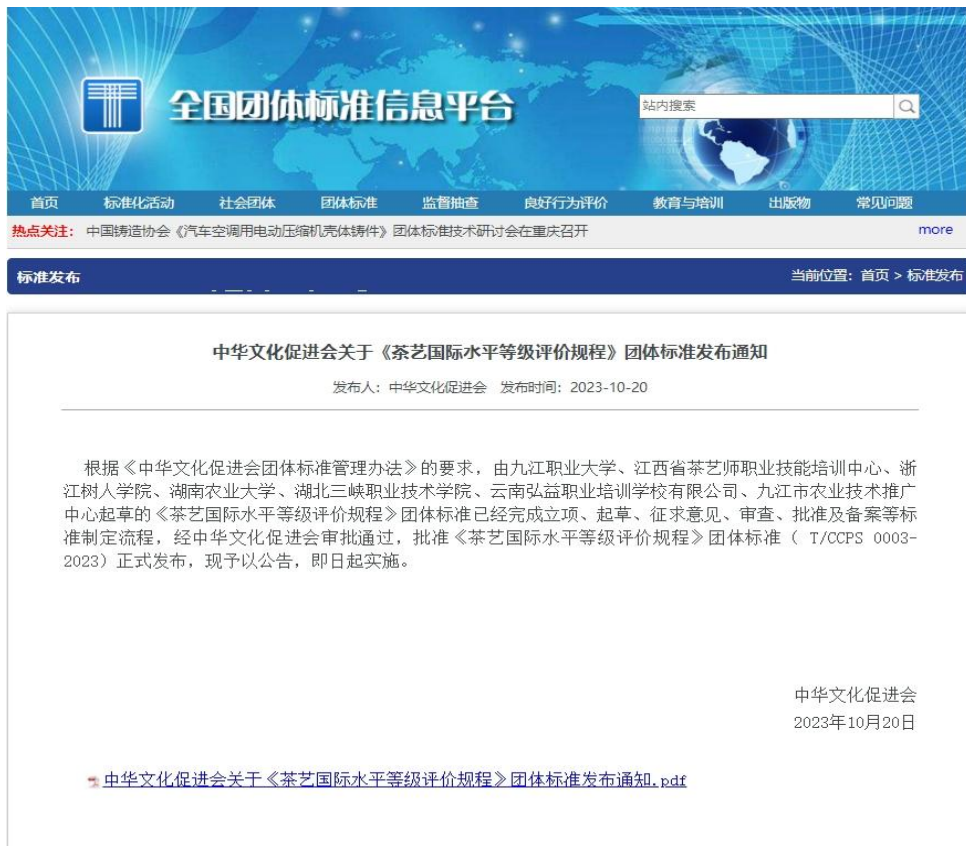 全国团体标准信息平台
站内搜索
首页 标准化活动 社会团体 团体标准 监督抽查 良好行为评价 教育与培训 出版物 常见问题
热点关注： 中国铸造协会《汽车空调用电动压缩机壳体铸件》团体标准技术研讨会在重庆召开 more
标准发布 当前位置：首页 > 标准发布
中华文化促进会关于《茶艺国际水平等级评价规程》团体标准发布通知
发布人：中华文化促进会 发布时间：2023-10-20
根据《中华文化促进会团体标准管理办法》的要求，由九江职业大学、江西省茶艺师职业技能培训中心、浙
江树人学院、湖南农业大学、湖北三峡职业技术学院、云南弘益职业培训学校有限公司、九江市农业技术推广
中心起草的《茶艺国际水平等级评价规程》团体标准已经完成立项、起草、征求意见、审查、批准及备案等标
准制定流程，经中华文化促进会审批通过，批准《茶艺国际水平等级评价规程》团体标准（ T/CCPS 0003-
2023）正式发布，现予以公告，即日起实施。
中华文化促进会
2023年10月20日
中华文化促进会关于《茶艺国际水平等级评价规程》团体标准发布通知.pdf